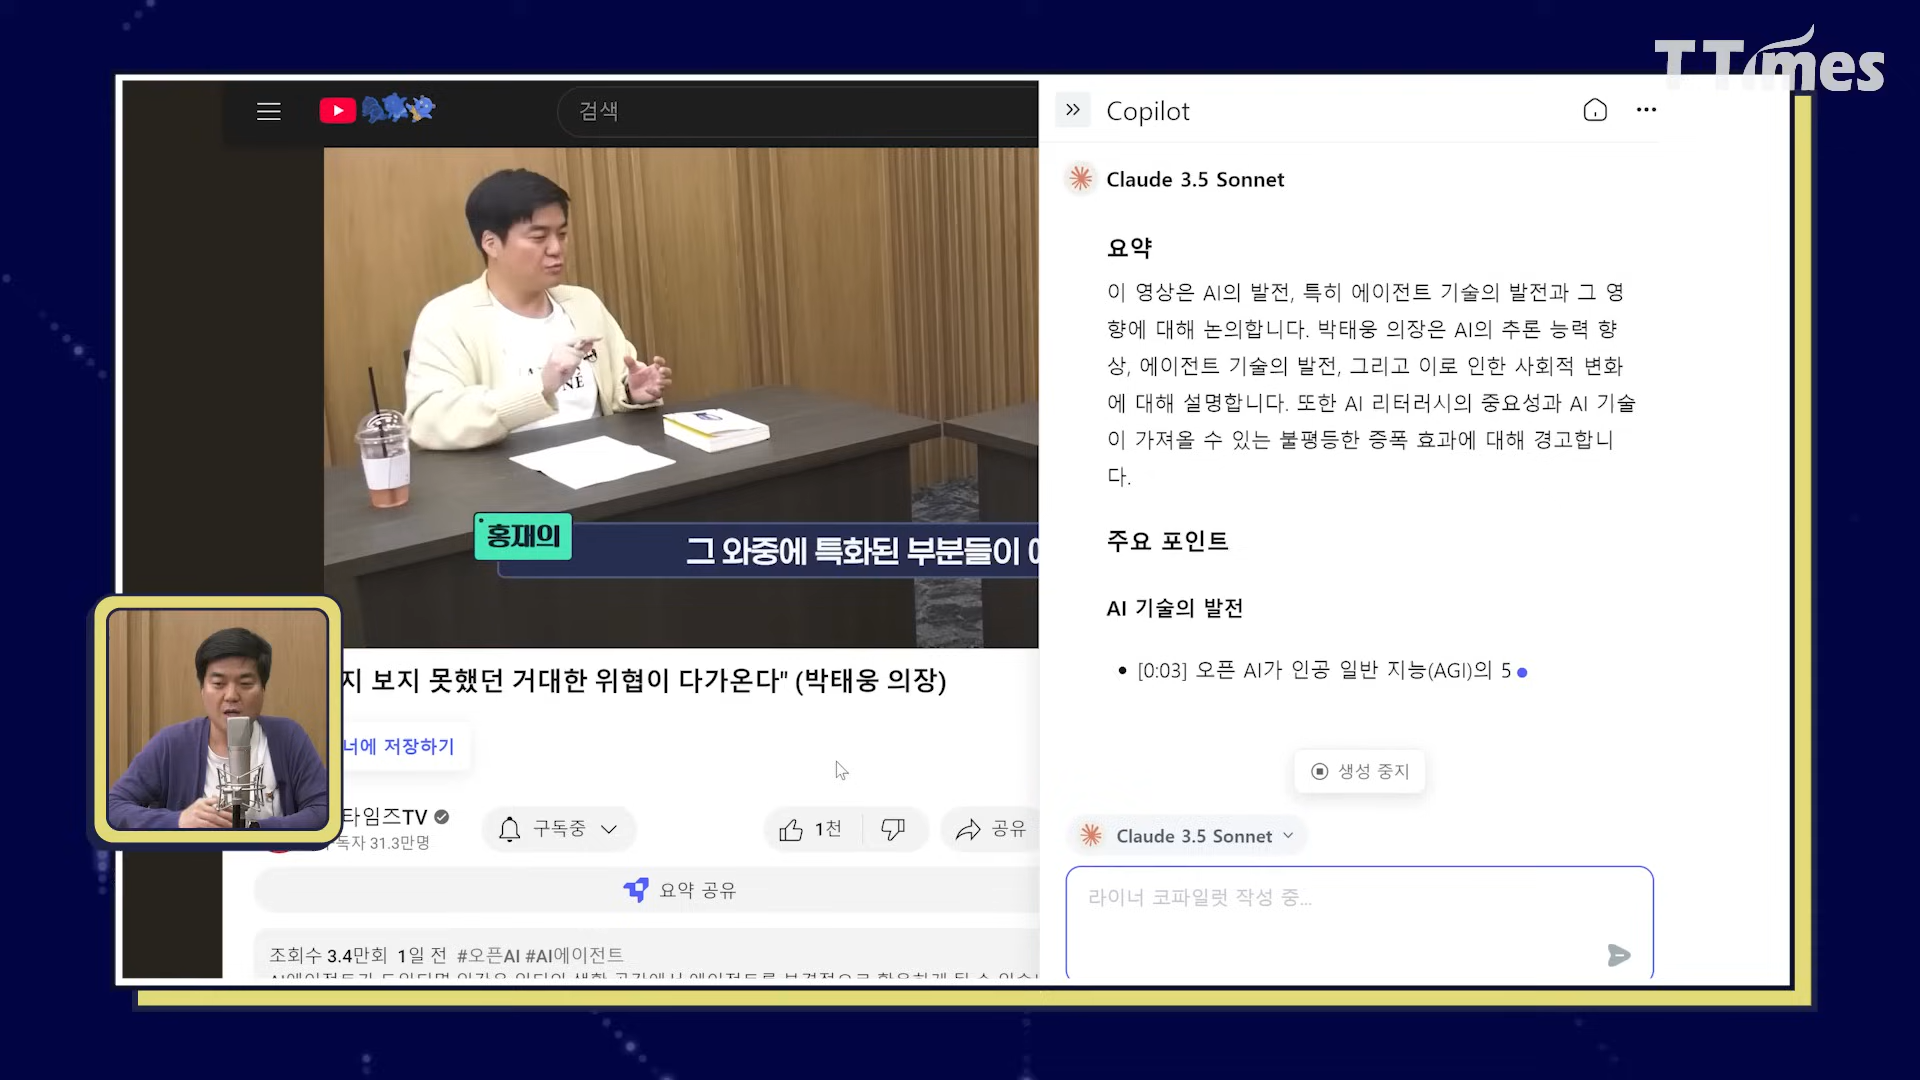 TTimes
검색
Copilot
Claude 3.5 Sonnet
요약
이 영상은 AI의 발전, 특히 에이전트 기술의 발전과 그 영
향에 대해 논의합니다. 박태웅 의장은 AI의 추론 능력 향
상, 에이전트 기술의 발전, 그리고 이로 인한 사회적 변화
에 대해 설명합니다. 또한 AI 리터러시의 중요성과 AI 기술
이 가져올 수 있는 불평등한 증폭 효과에 대해 경고합니
다.
주요 포인트
AI 기술의 발전
• [0:03] 오픈 AI가 인공 일반 지능(AGI)의 5
생성 중지
Claude 3.5 Sonnet
라이너 코파일럿 작성 중...
홍재의
그 와중에 특화된 부분들이
지 보지 못했던 거대한 위협이 다가온다" (박태웅 의장)
너에 저장하기
타임즈TV
독자 31.3만명
구독중
1천
공유
요약 공유
조회수 3.4만회 1일 전 #오픈AI #AI에이전트